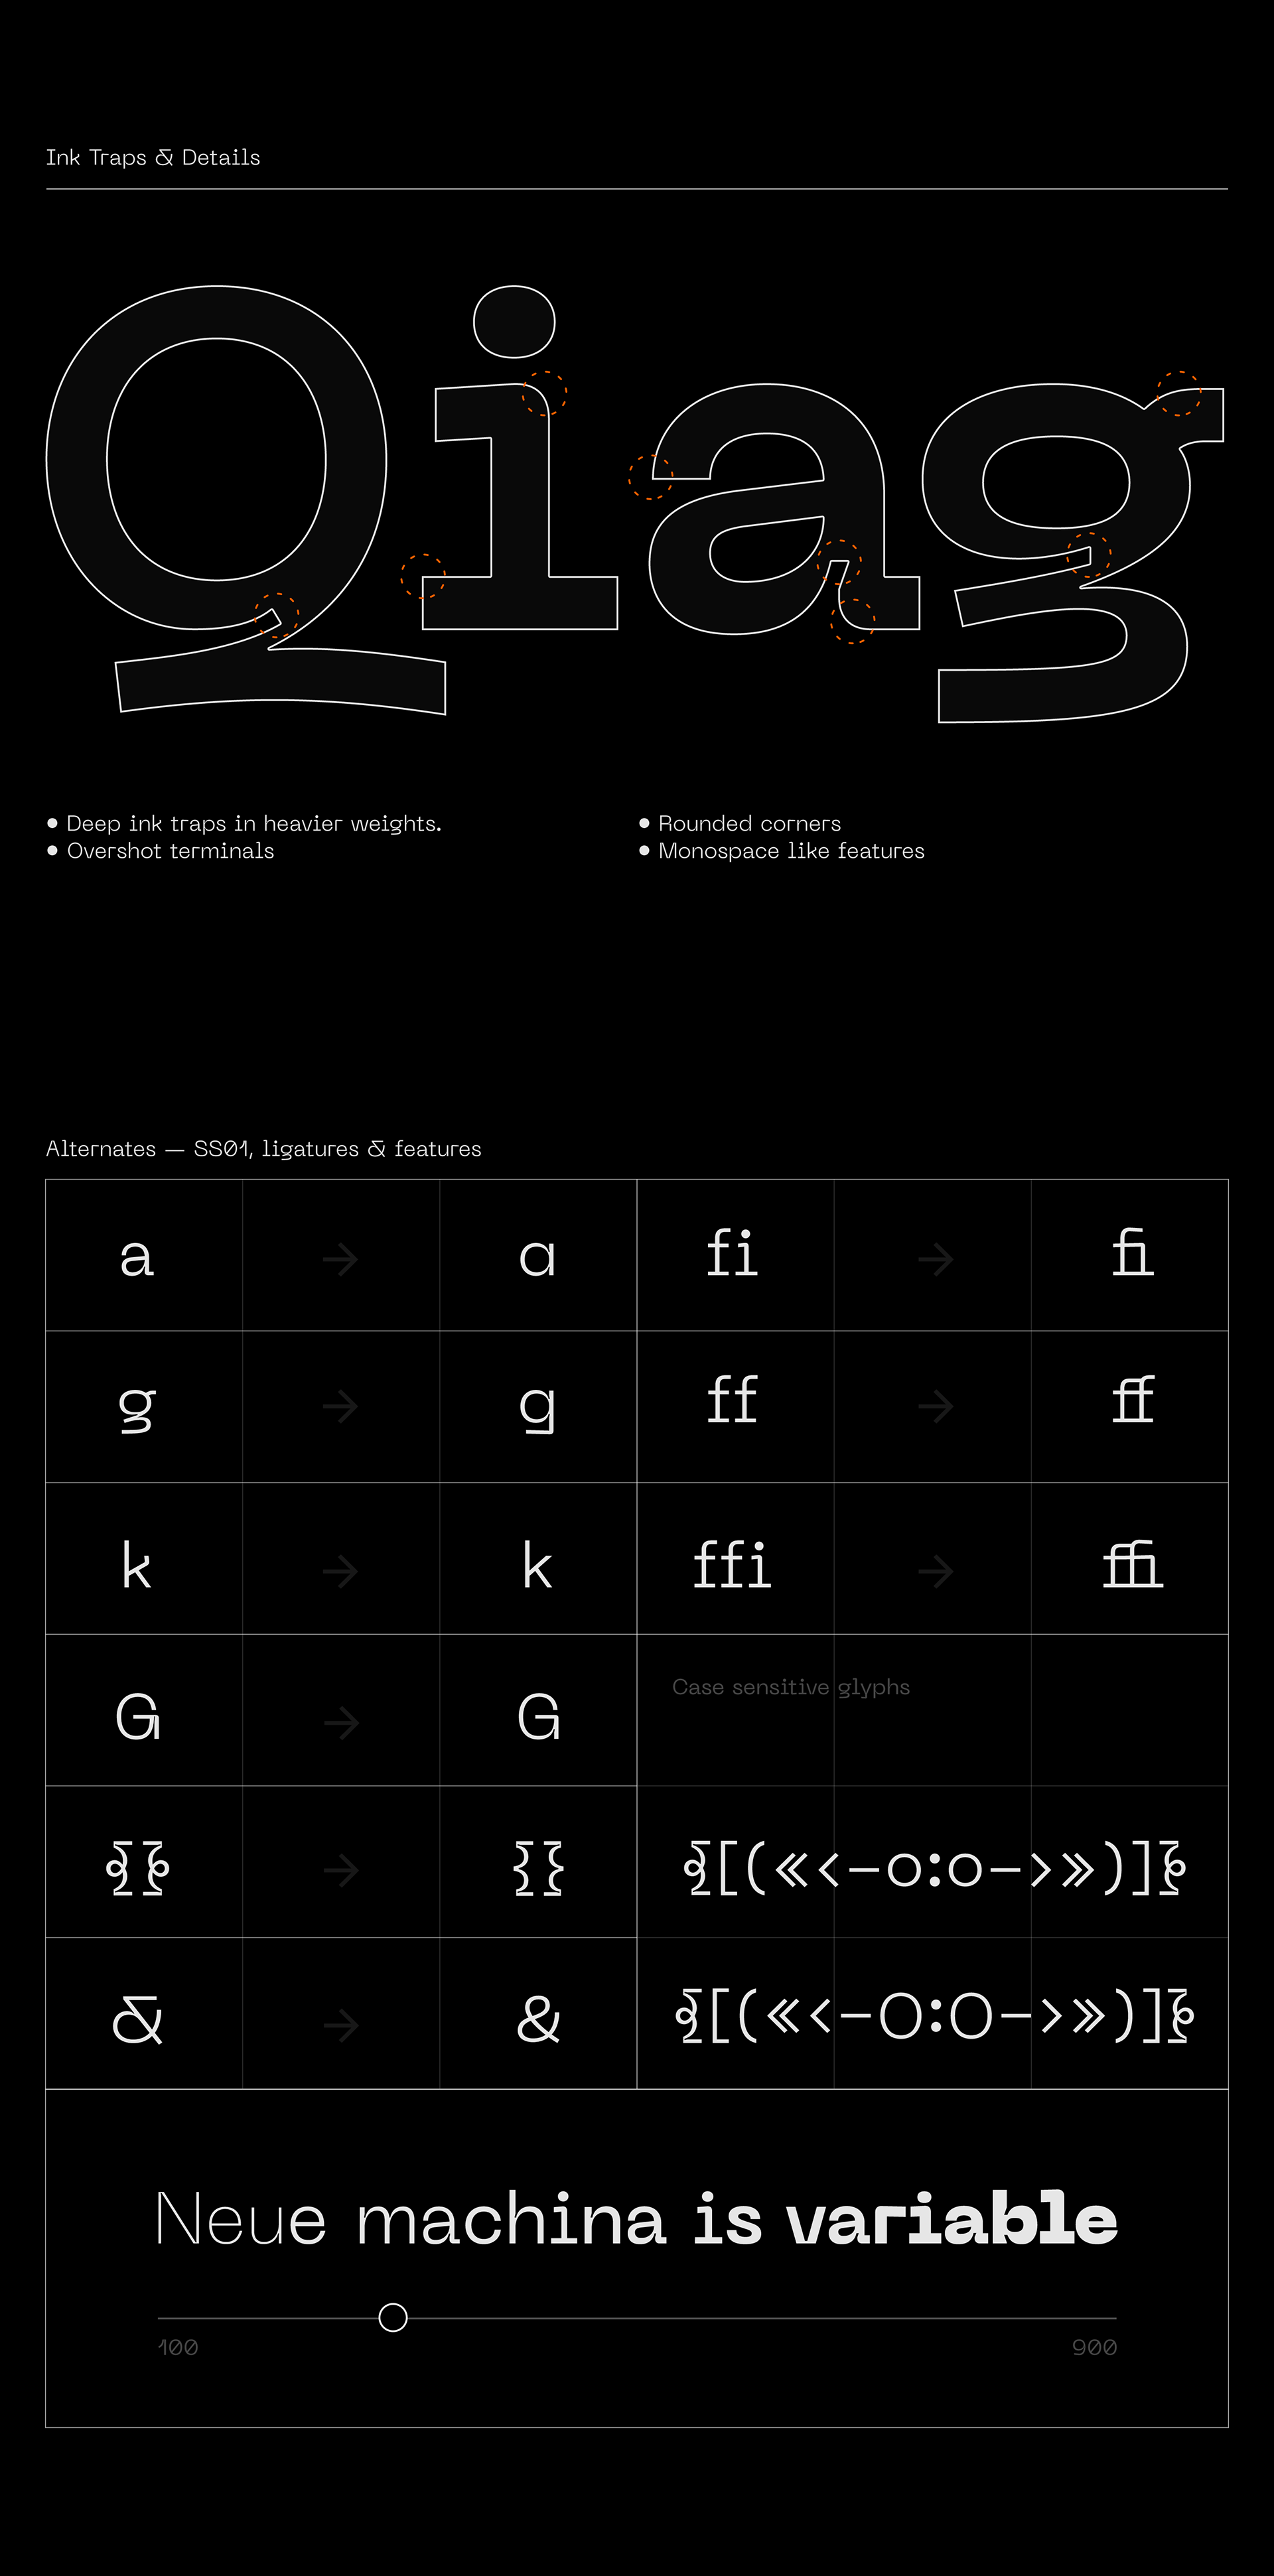 Ink Traps & Details
Qiag
● Deep ink traps in heavier weights.
● Overshot terminals
● Rounded corners
● Monospace like features
Alternates — SS01, ligatures & features
a → a fi → fi
g → g ff → ff
k → k ffi → ffi
G → G Case sensitive glyphs
{} → {} {[(«‹–o:o–›»)]}
& → & {[(«‹–O:O–›»)]}
Neue machina is variable
100 900